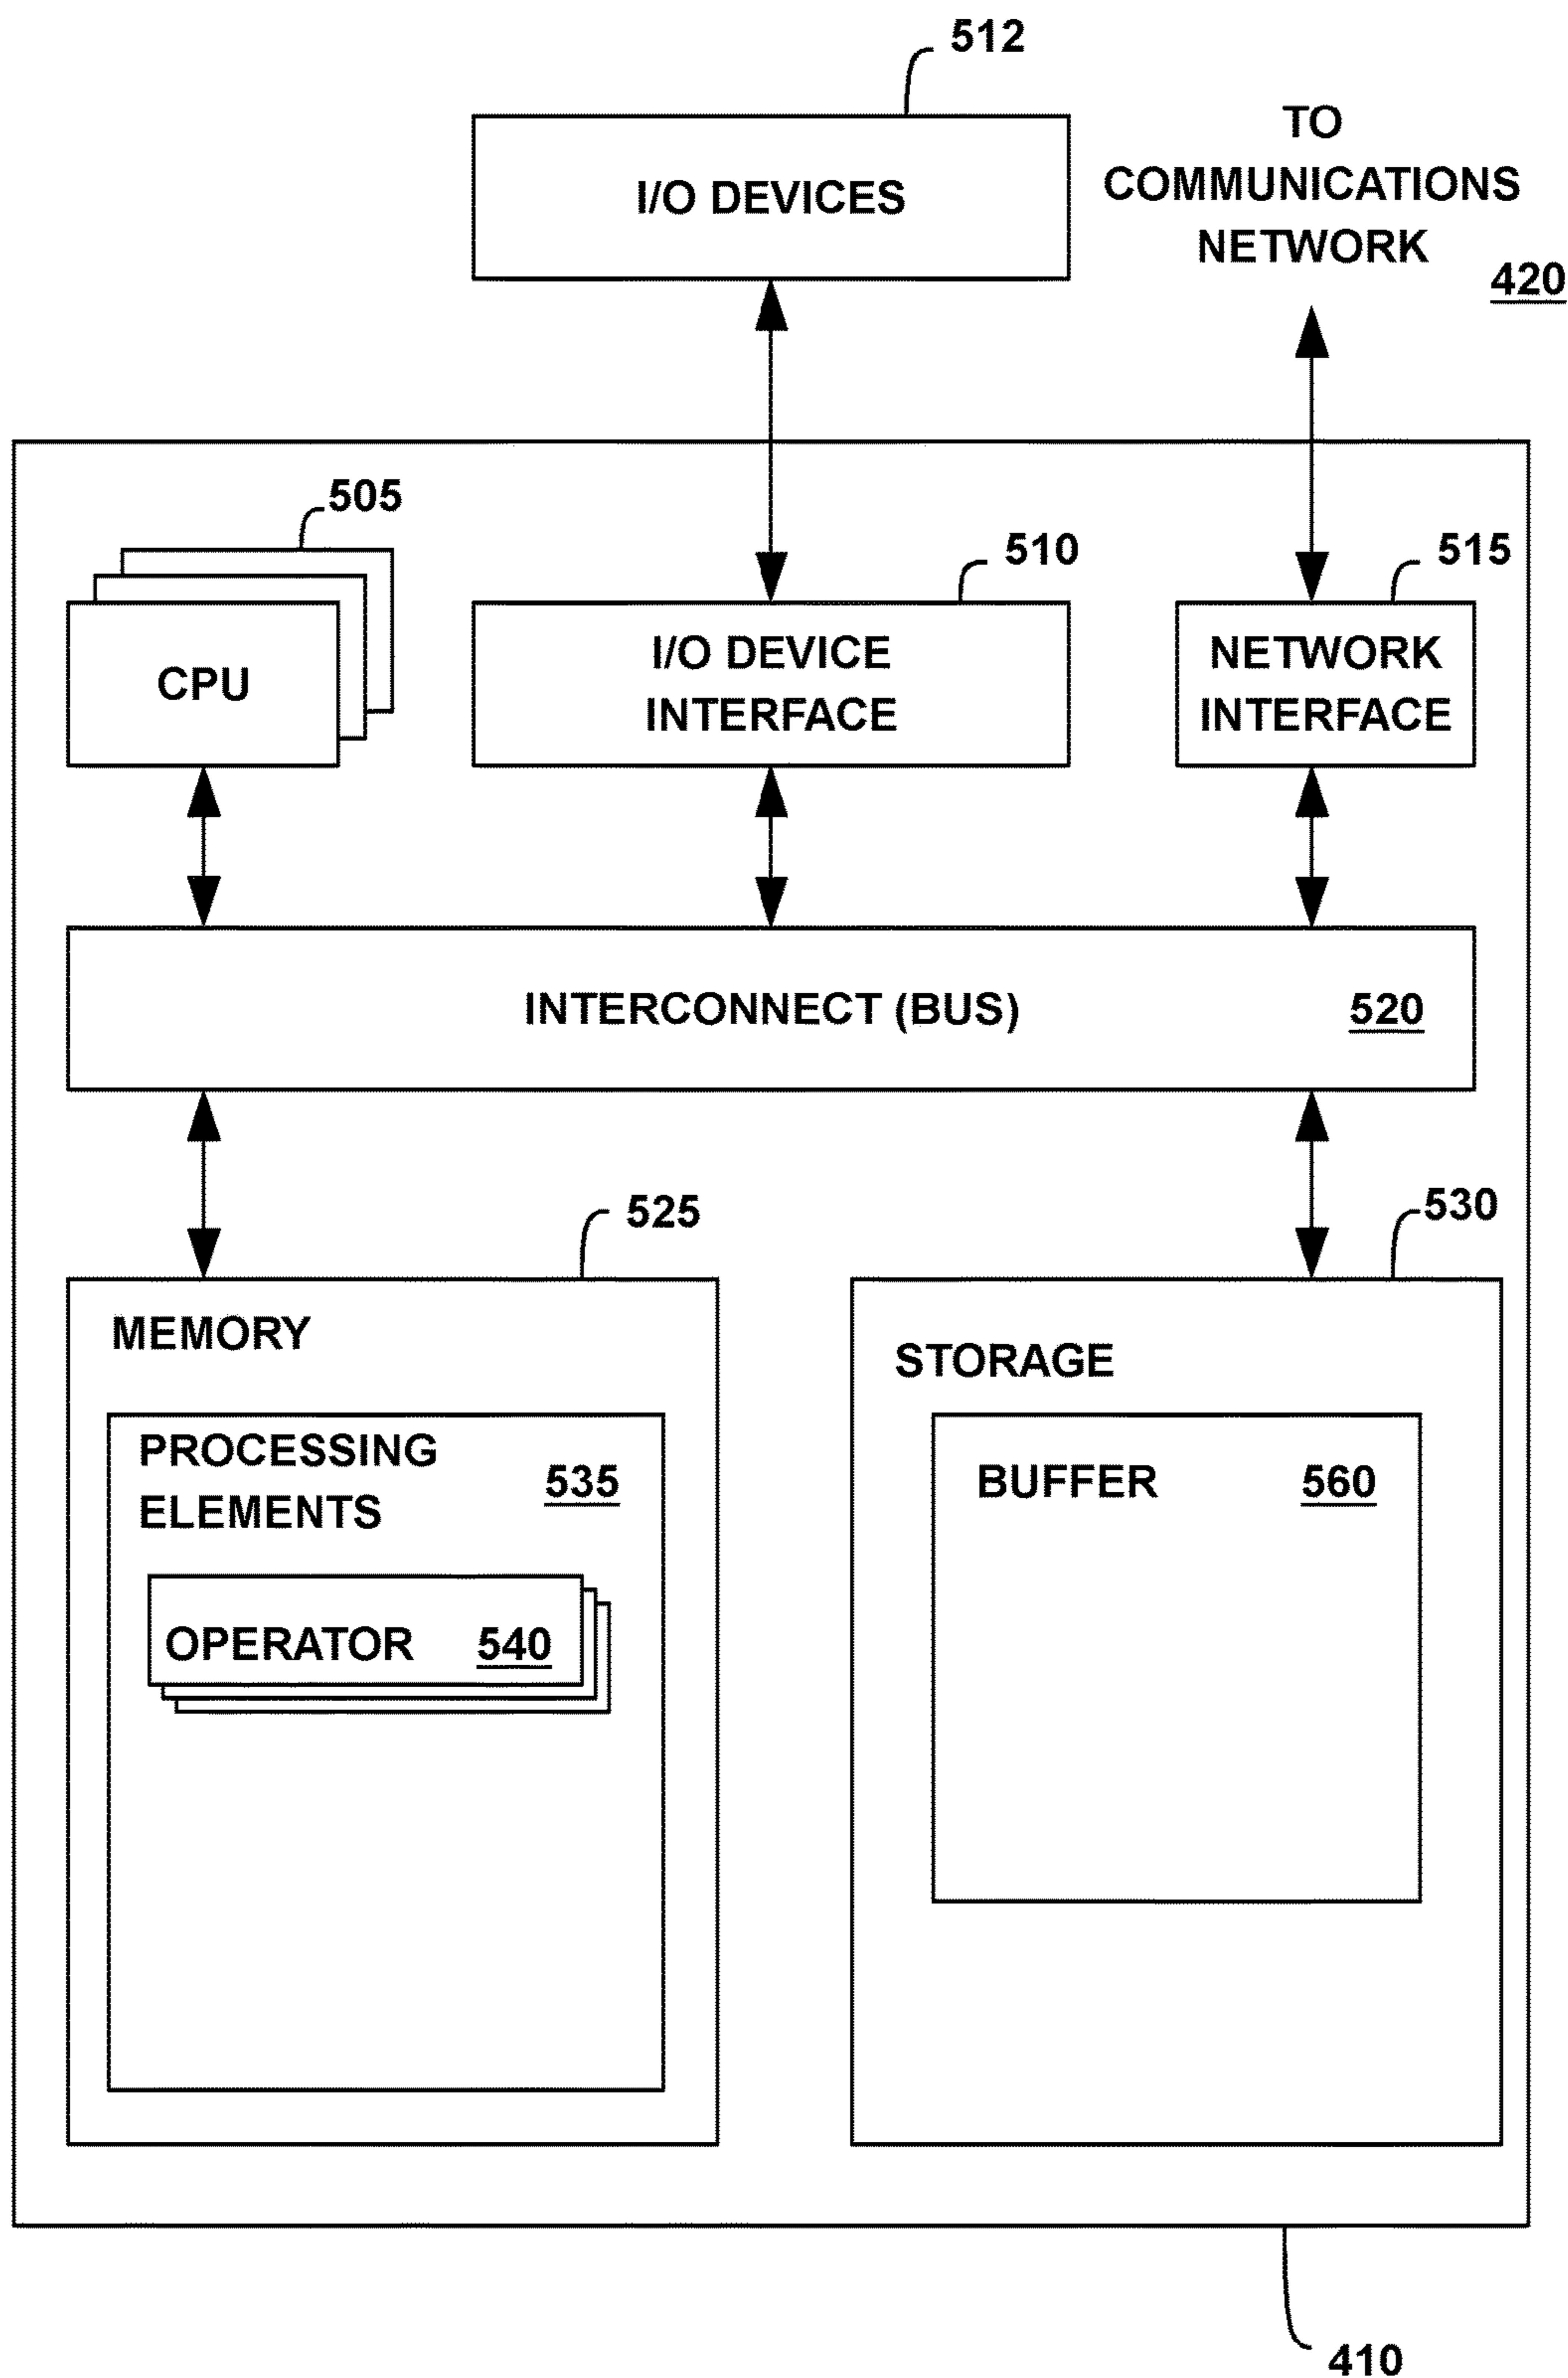 512
I/O DEVICES
TO
COMMUNICATIONS
NETWORK
420
505
CPU
510
I/O DEVICE
INTERFACE
515
NETWORK
INTERFACE
INTERCONNECT (BUS)
520
525
MEMORY
PROCESSING
ELEMENTS
535
OPERATOR
540
530
STORAGE
BUFFER
560
410